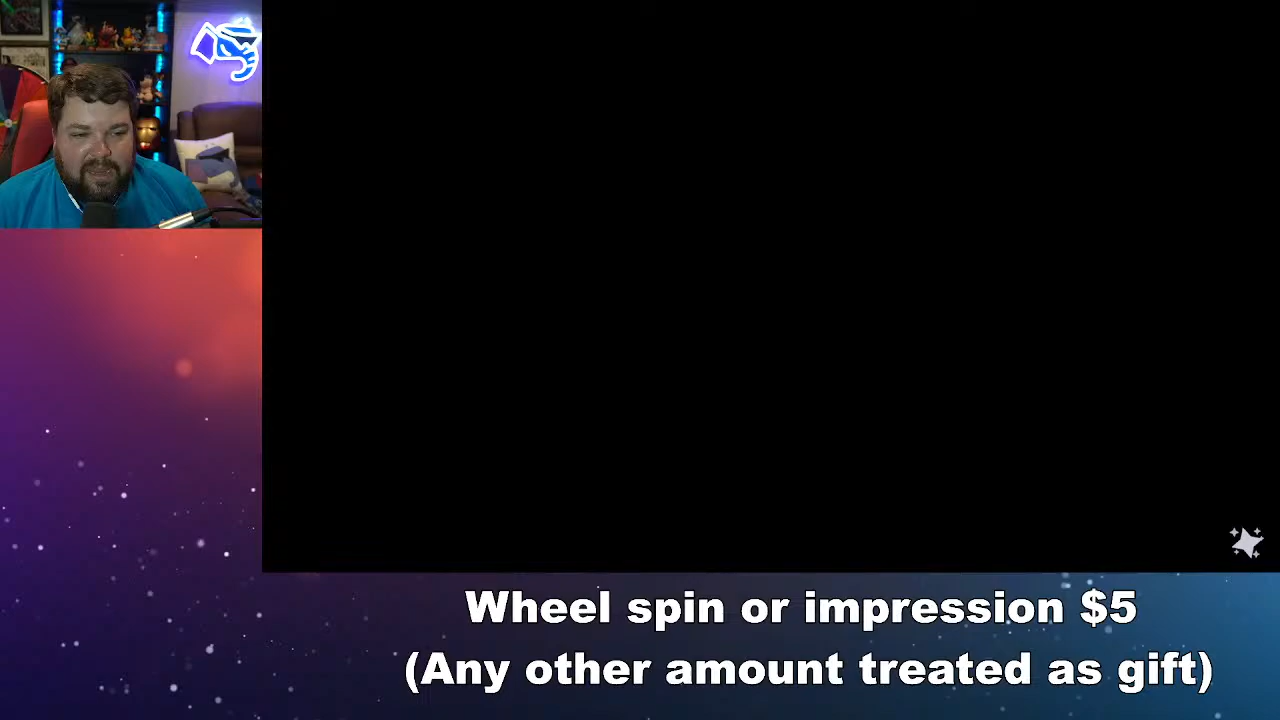 Wheel spin or impression $5
(Any other amount treated as gift)